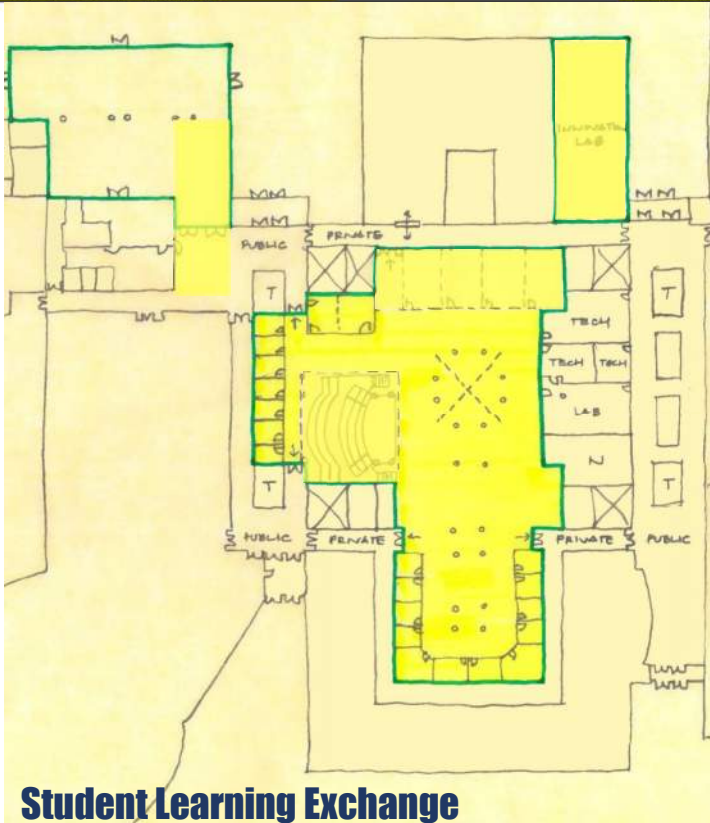 INNOVATION
LAB
PUBLIC
PRIVATE
T
T
TECH
TECH
TECH
LAB
N
T
T
PUBLIC
PRIVATE
PRIVATE
PUBLIC
Student Learning Exchange